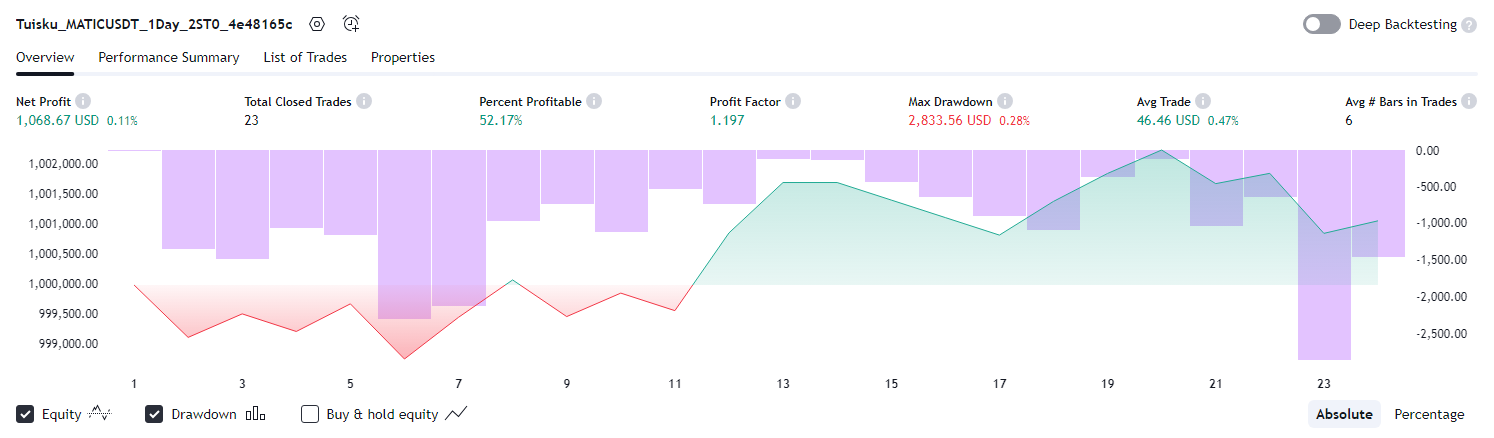 Tuisku_MATICUSDT_1Day_2ST0_4e48165c Deep Backtesting ?
Overview Performance Summary List of Trades Properties
Net Profit i Total Closed Trades i Percent Profitable i Profit Factor i Max Drawdown i Avg Trade i Avg # Bars in Trades i
1,068.67 USD 0.11% 23 52.17% 1.197 2,833.56 USD 0.28% 46.46 USD 0.47% 6
1,002,000.00 0.00
1,001,500.00 -500.00
1,001,000.00 -1,000.00
1,000,500.00 -1,500.00
1,000,000.00 -2,000.00
999,500.00 -2,500.00
999,000.00
1 3 5 7 9 11 13 15 17 19 21 23
Equity Drawdown Buy & hold equity Absolute Percentage